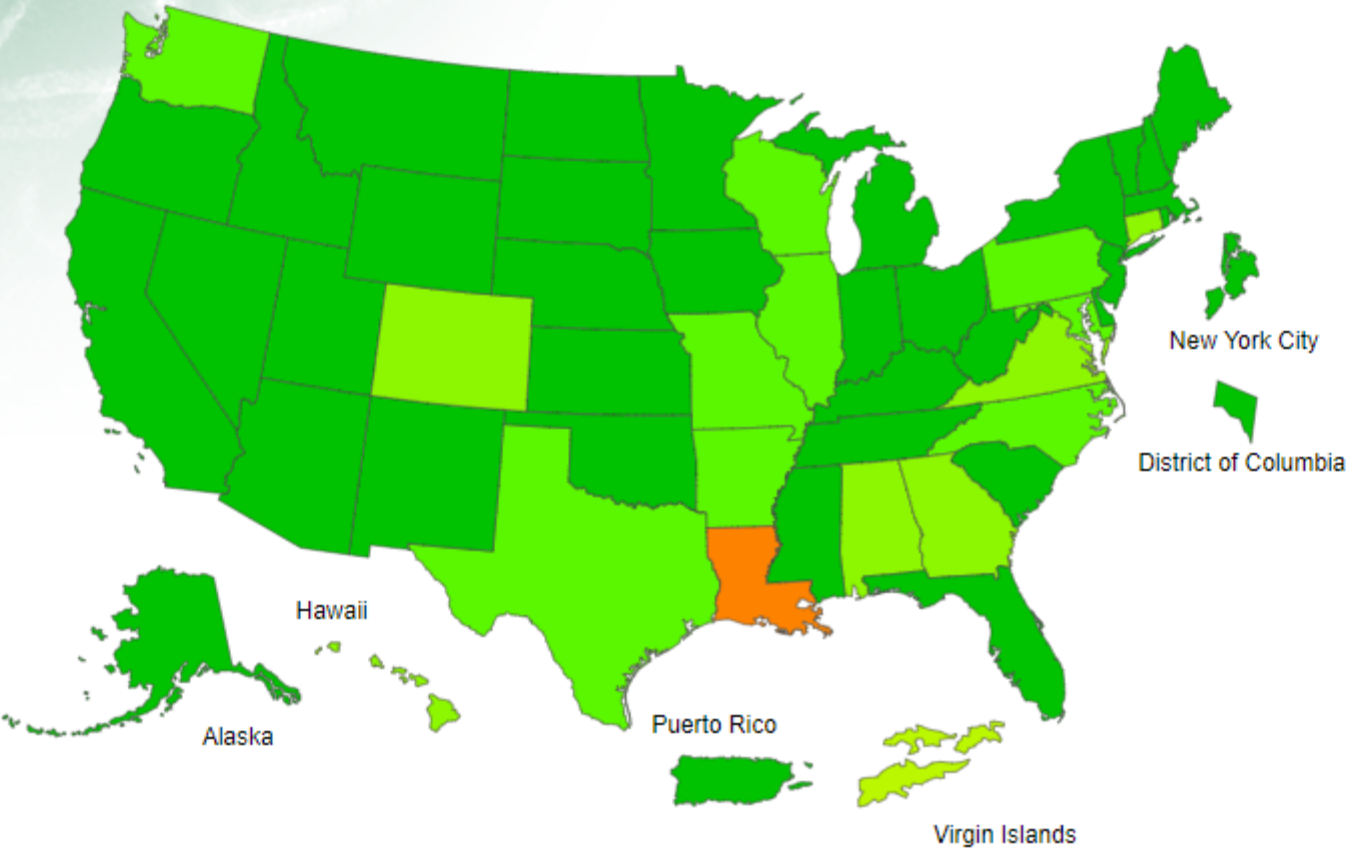 New York City
District of Columbia
Hawaii
Alaska
Puerto Rico
Virgin Islands